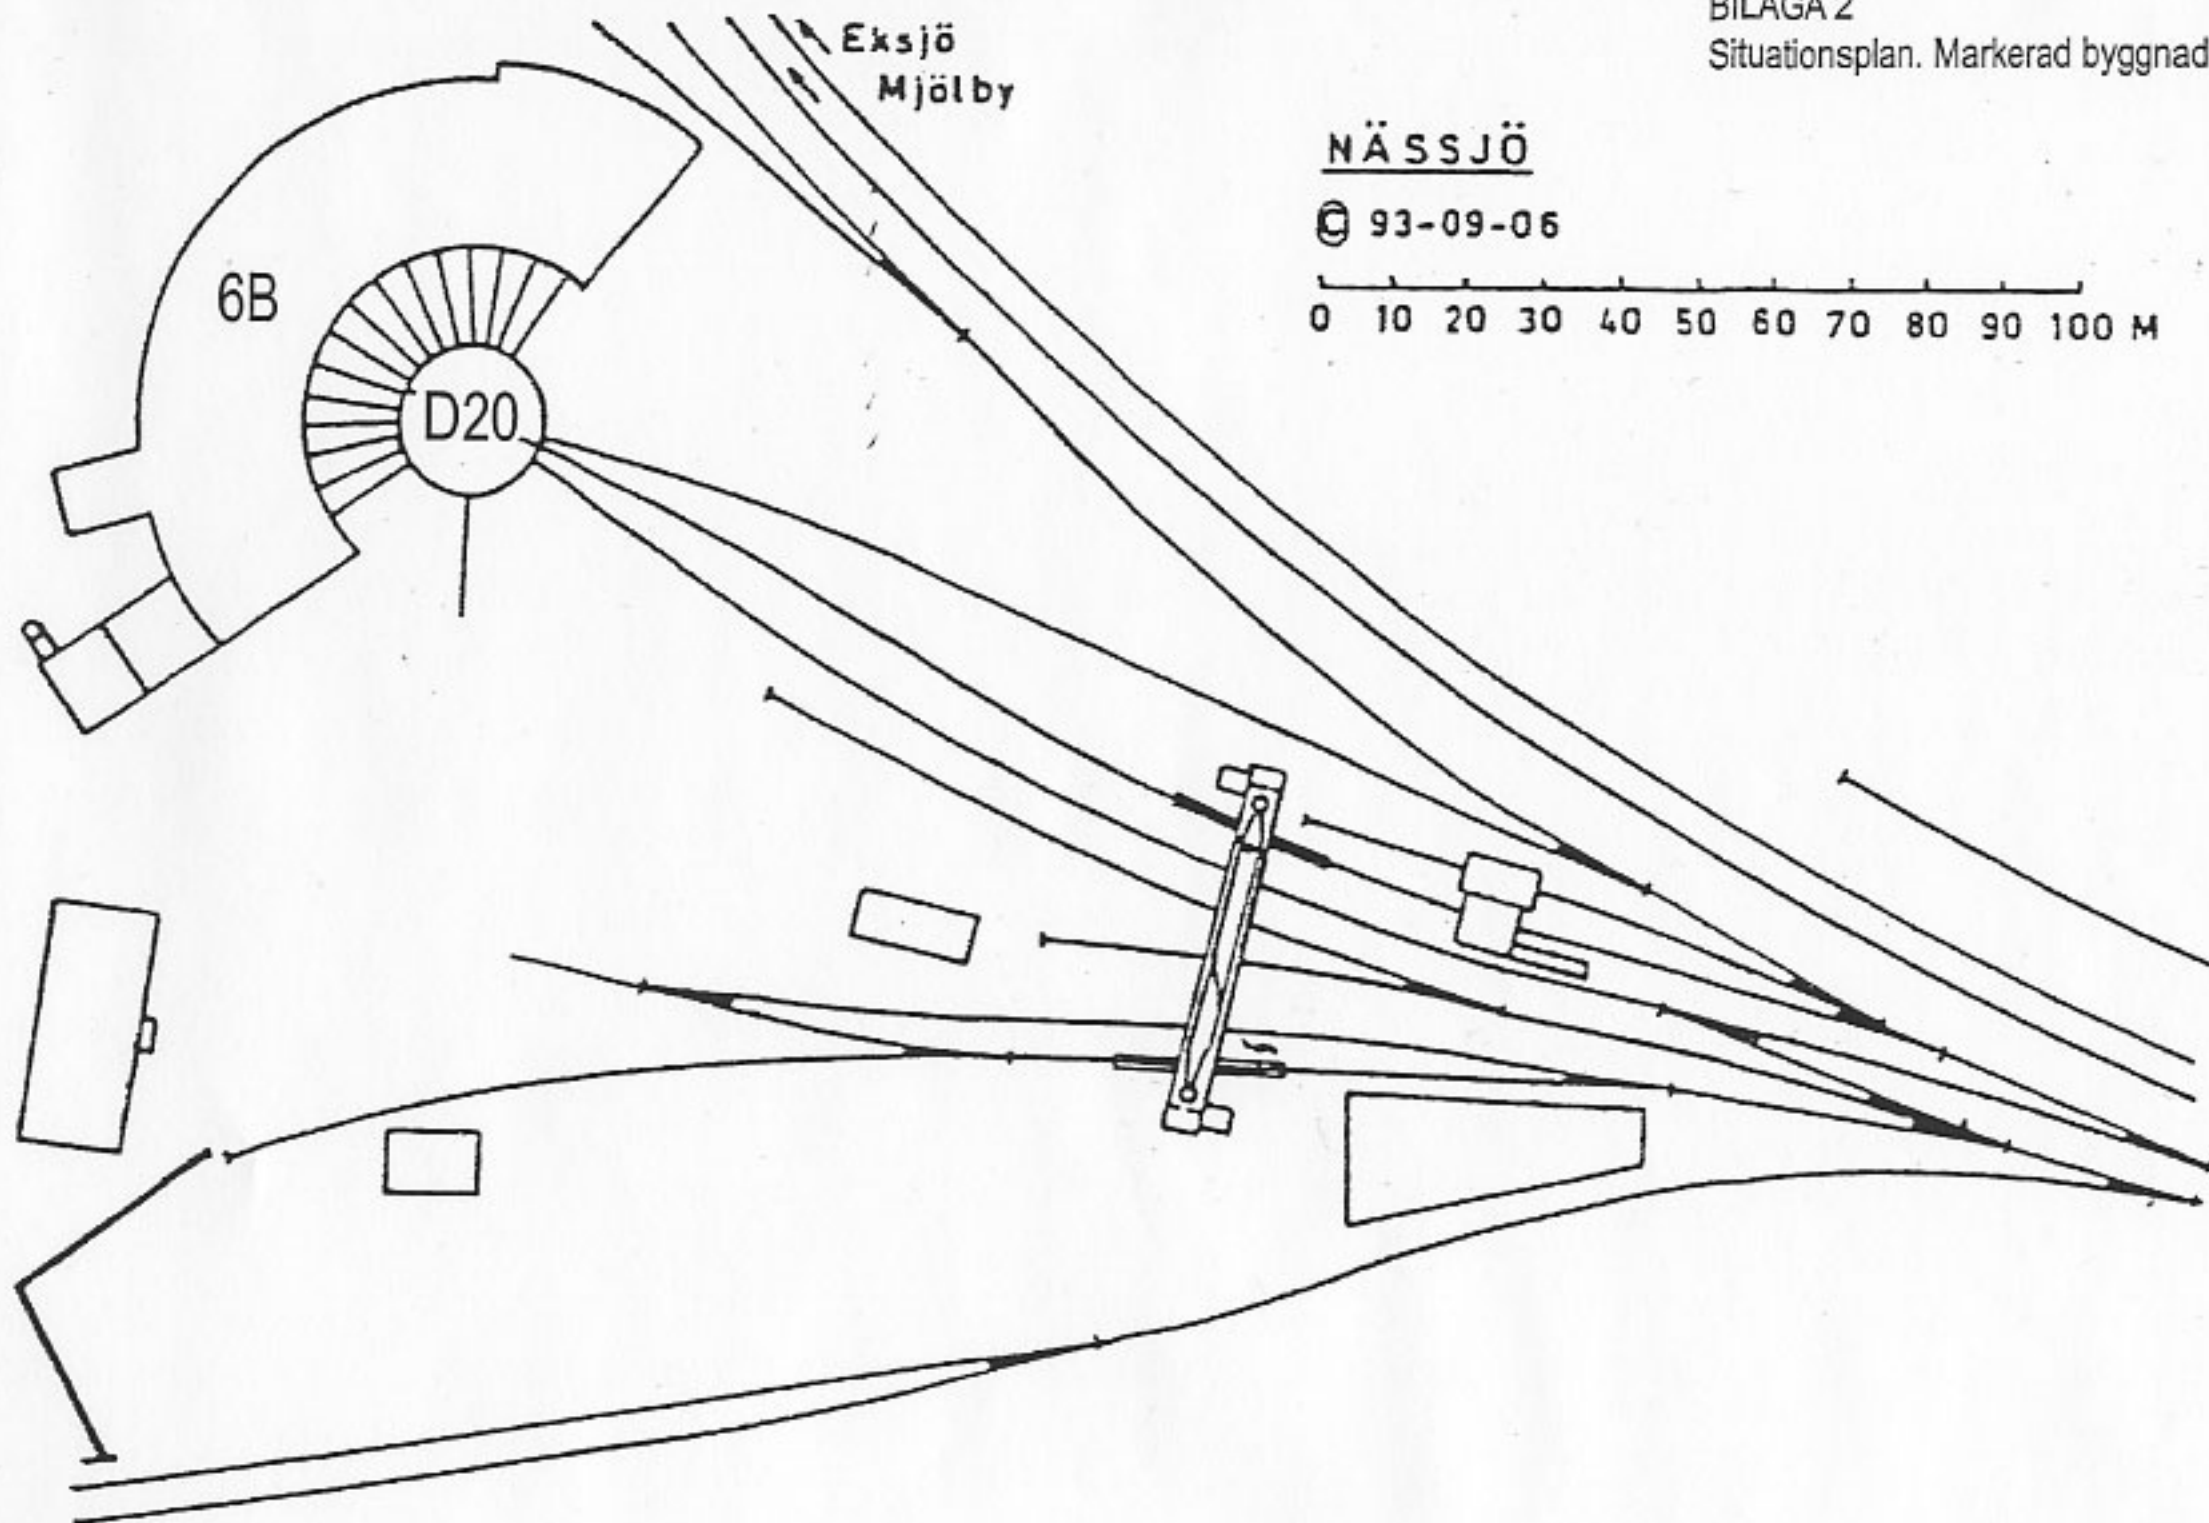 BILAGA 2
Situationsplan. Markerad byggnad
Eksjö
Mjölby
NÄSSJÖ
© 93-09-06
0 10 20 30 40 50 60 70 80 90 100 M
6B
D20